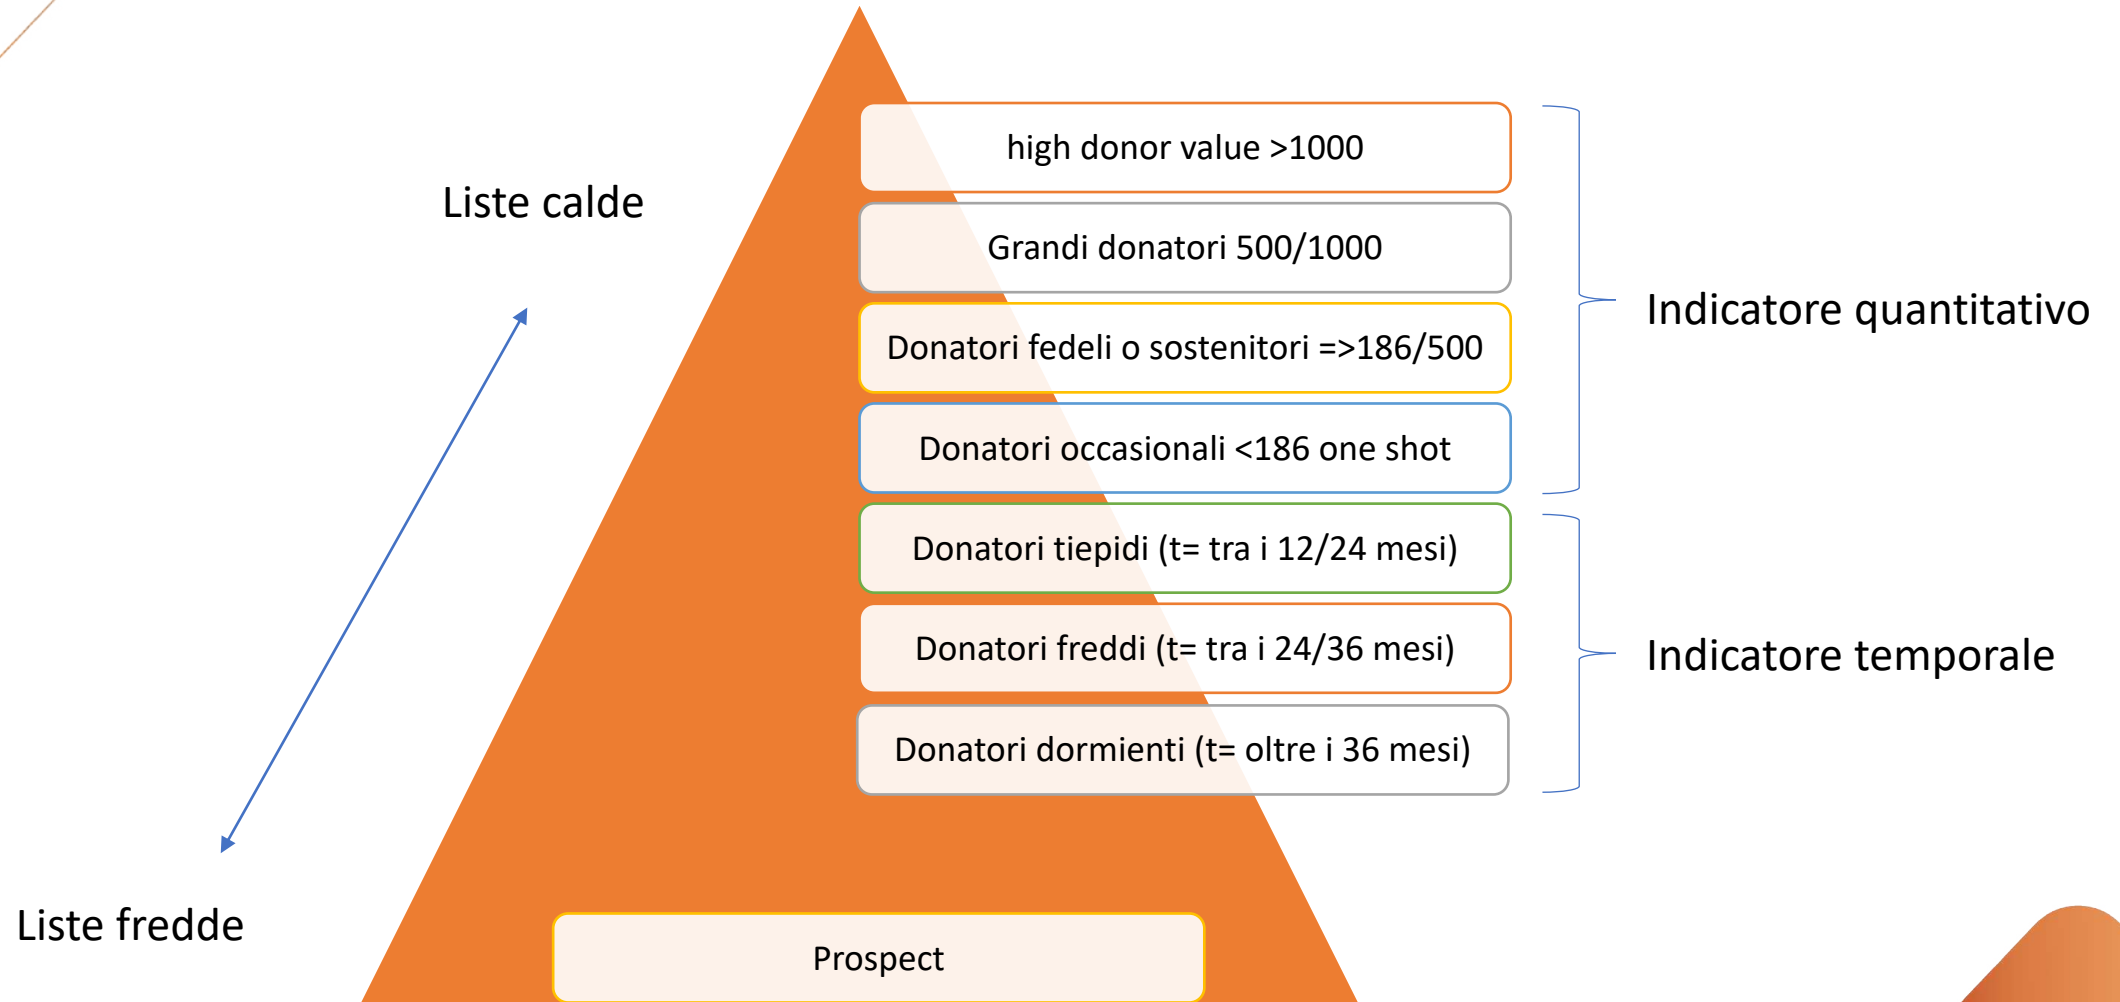 high donor value >1000
Liste calde
Grandi donatori 500/1000
Indicatore quantitativo
Donatori fedeli o sostenitori =>186/500
Donatori occasionali <186 one shot
Donatori tiepidi (t= tra i 12/24 mesi)
Donatori freddi (t= tra i 24/36 mesi)
Indicatore temporale
Donatori dormienti (t= oltre i 36 mesi)
Liste fredde
Prospect